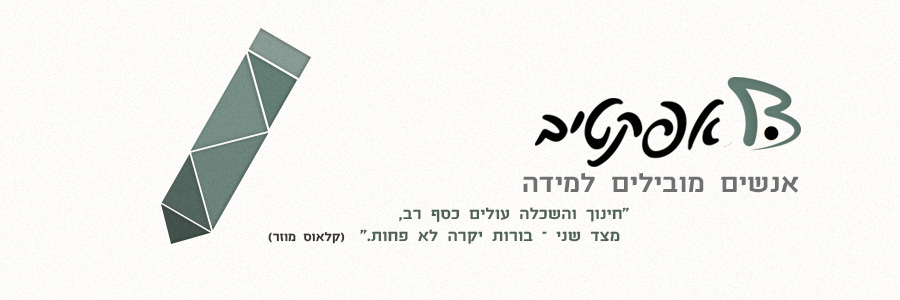 אפקטיב
אנשים מובילים למידה
"חינוך והשכלה עולים כסף רב,
מצד שני - בורות יקרה לא פחות." (קלאוס מוזר)